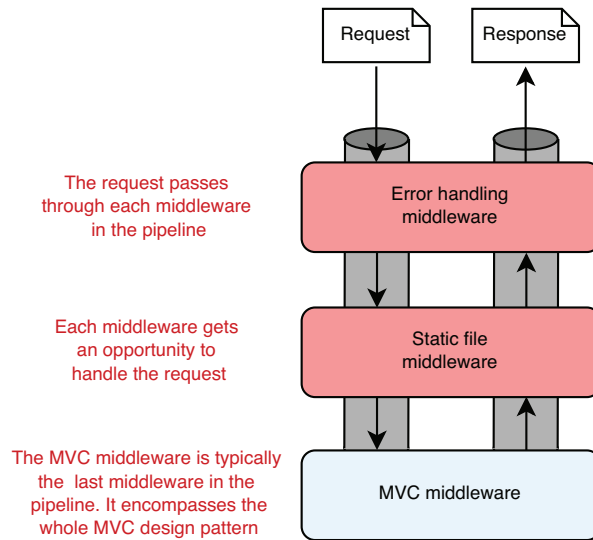 Request
Response
The request passes
through each middleware
in the pipeline
Error handling
middleware
Each middleware gets
an opportunity to
handle the request
Static file
middleware
The MVC middleware is typically
the last middleware in the
pipeline. It encompasses the
whole MVC design pattern
MVC middleware